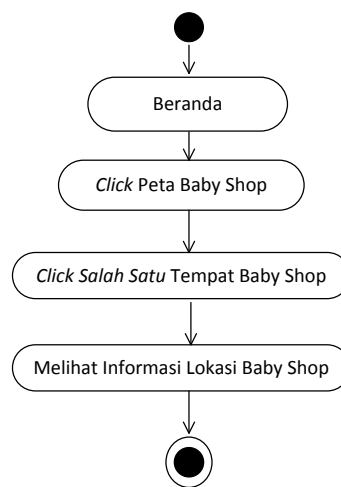 Beranda
Click Peta Baby Shop
Click Salah Satu Tempat Baby Shop
Melihat Informasi Lokasi Baby Shop